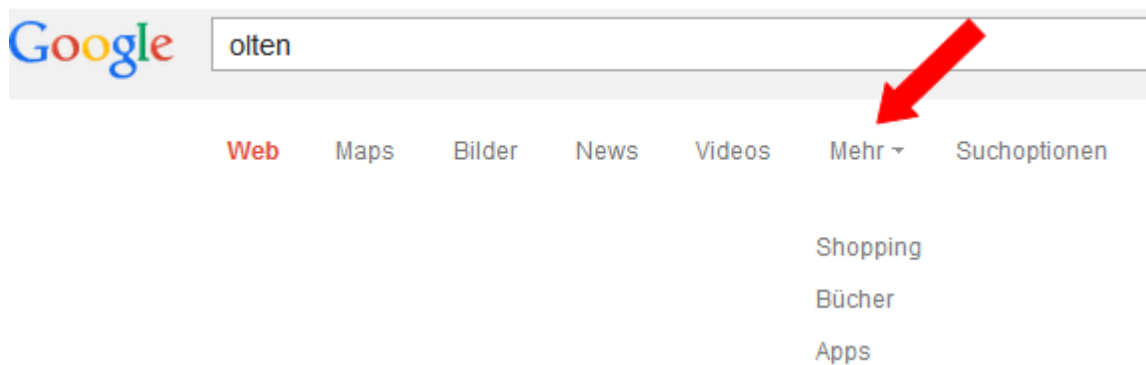 Google olten
Web Maps Bilder News Videos Mehr Suchoptionen
Shopping
Bücher
Apps